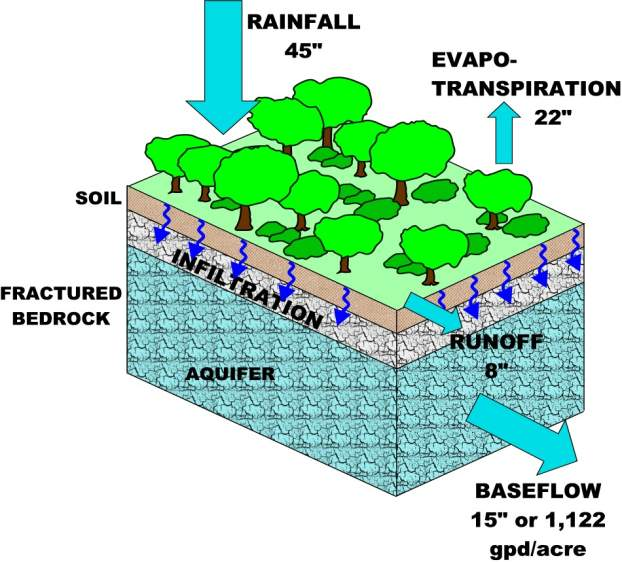 RAINFALL
45"
EVAPO-
TRANSPIRATION
22"
SOIL
INFILTRATION
FRACTURED
BEDROCK
RUNOFF
8"
AQUIFER
BASEFLOW
15" or 1,122
gpd/acre